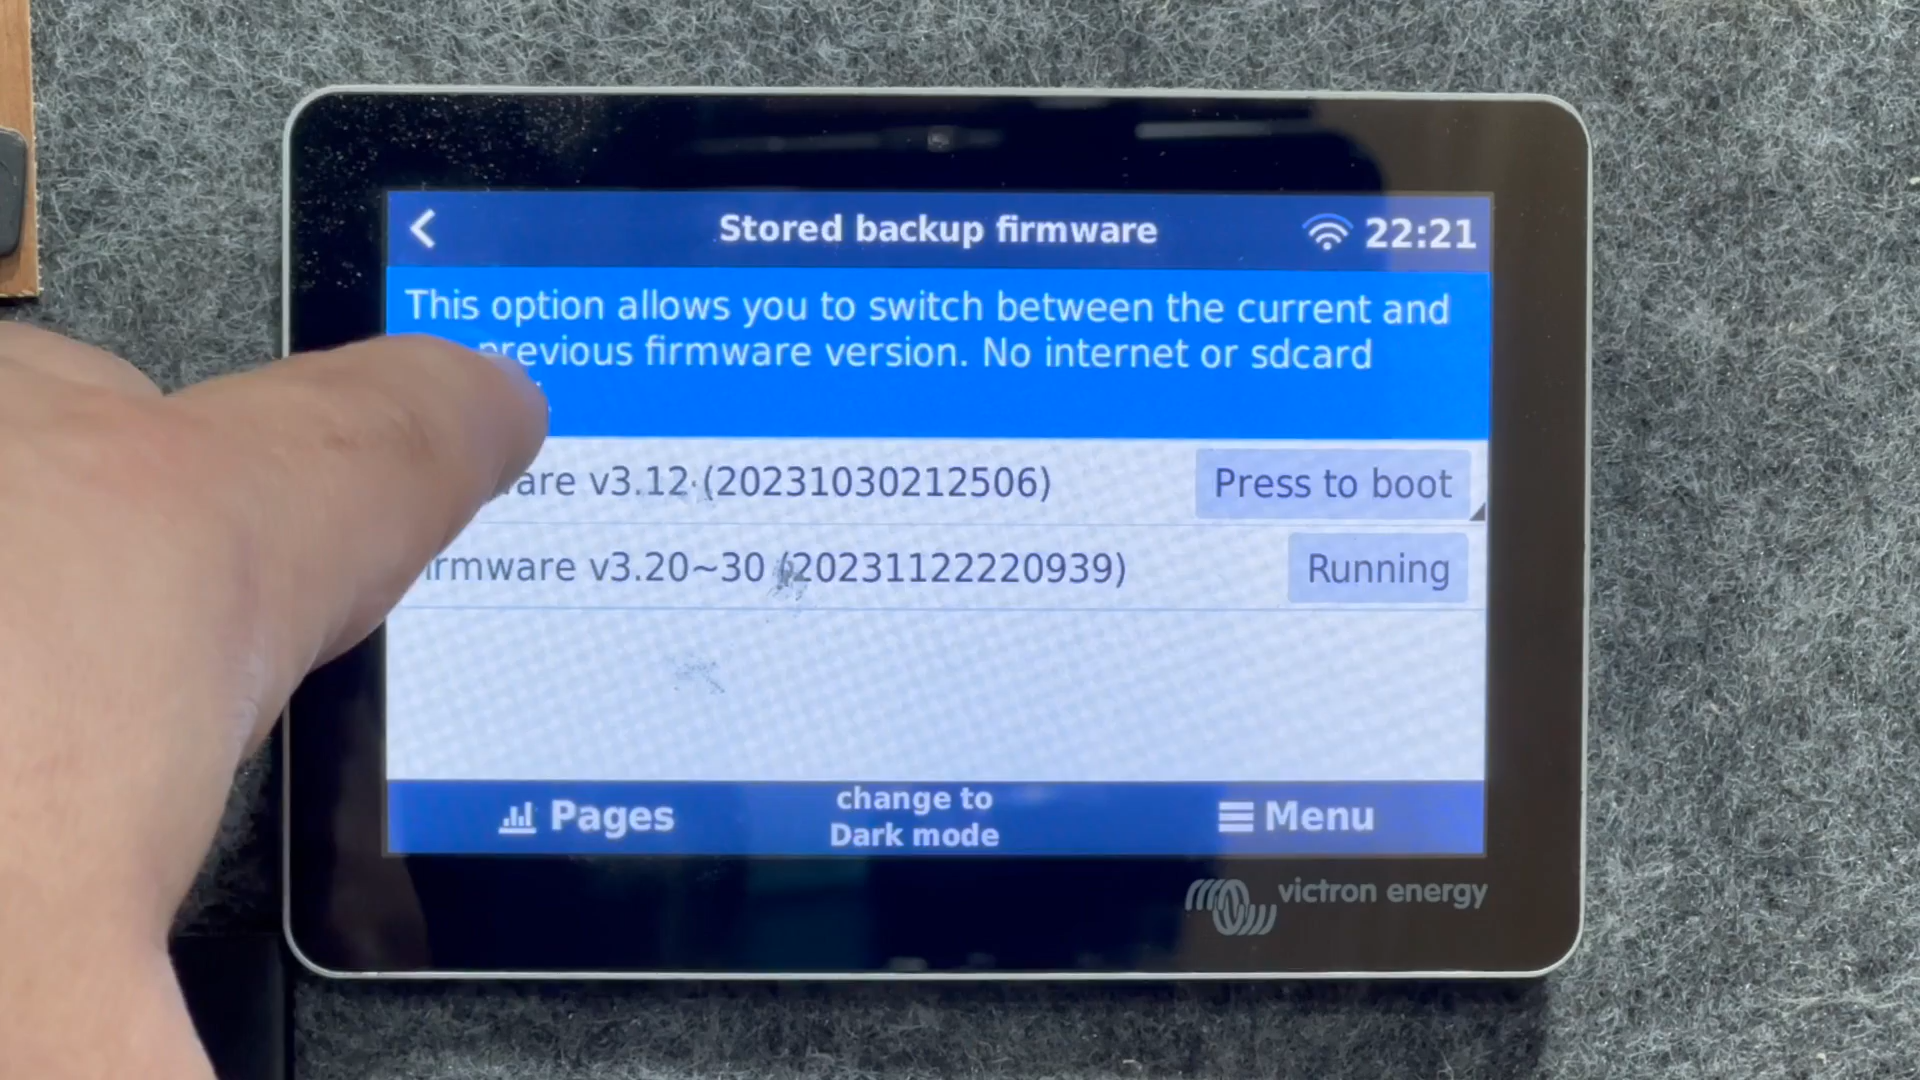 Stored backup firmware 22:21
This option allows you to switch between the current and
previous firmware version. No internet or sdcard
v3.12 (20231030212506) Press to boot
v3.20~30 (20231122220939) Running
Pages change to Dark mode Menu
victron energy